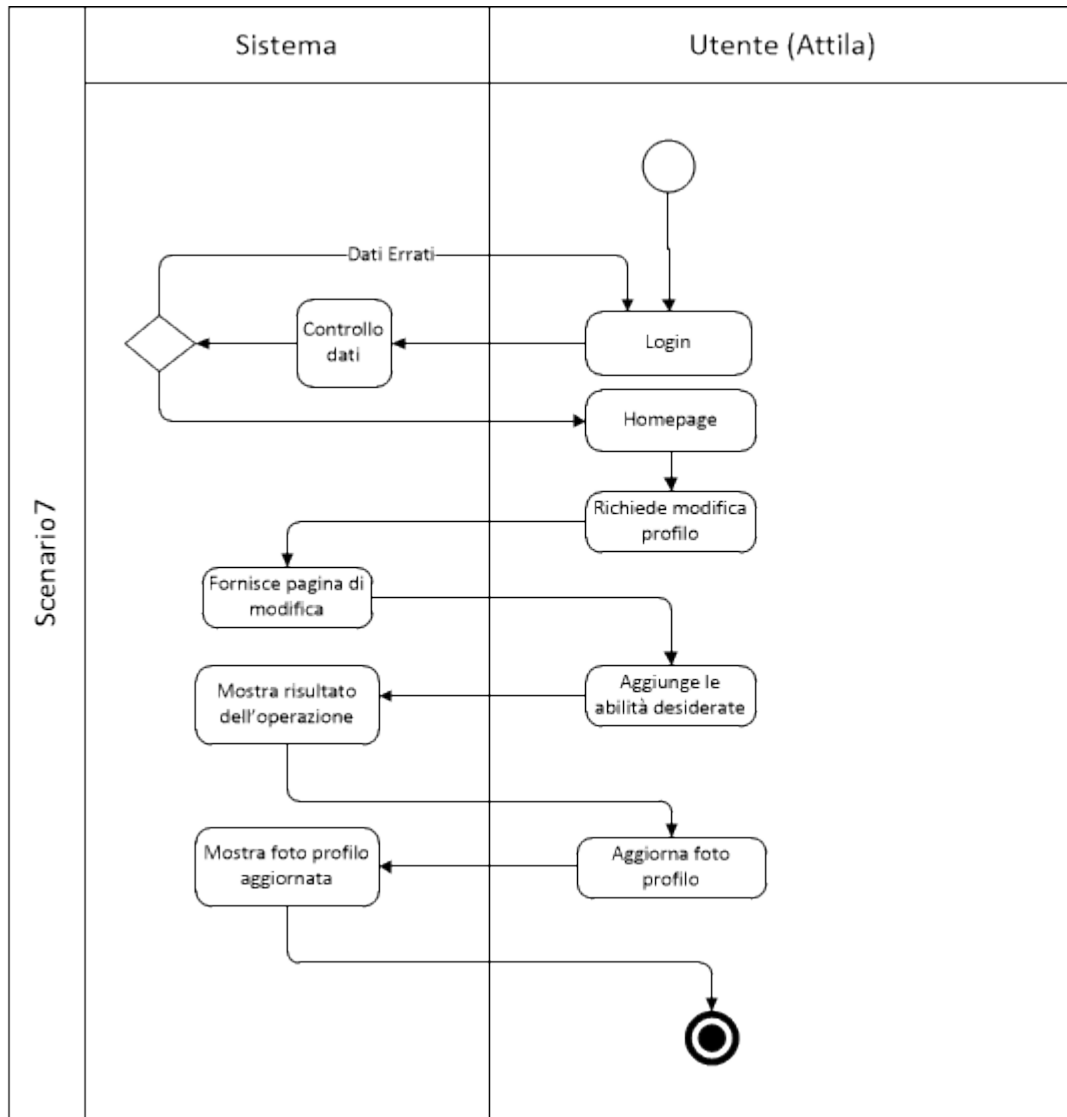 Sistema
Utente (Attila)
Scenario7
Dati Errati
Controllo
dati
Login
Homepage
Richiede modifica
profilo
Fornisce pagina di
modifica
Aggiunge le
abilità desiderate
Mostra risultato
dell'operazione
Aggiorna foto
profilo
Mostra foto profilo
aggiornata